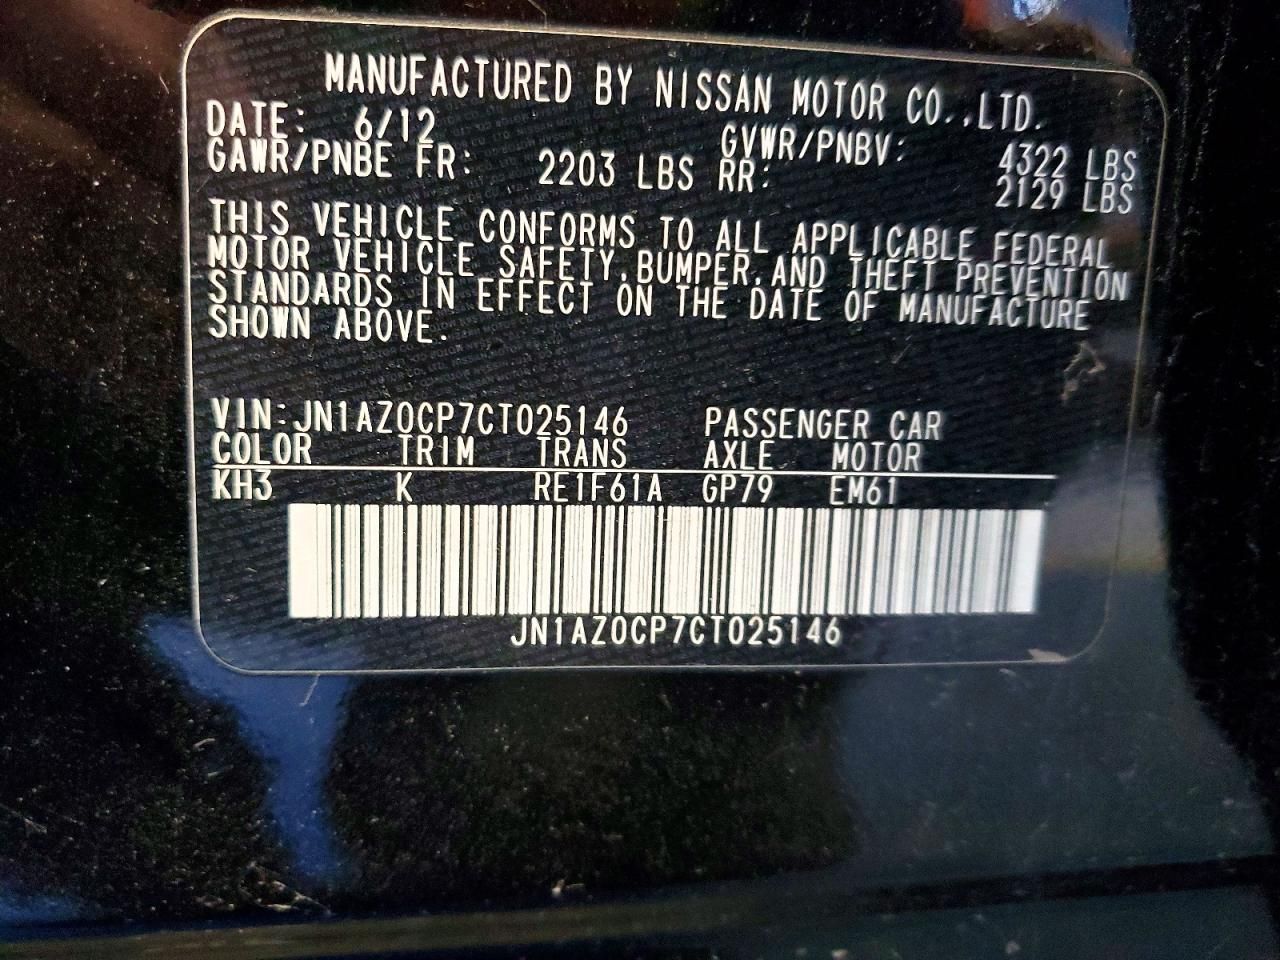 MANUFACTURED BY NISSAN MOTOR CO.,LTD.
DATE: 6/12 GVWR/PNBV: 4322 LBS
GAWR/PNBE FR: 2203 LBS RR: 2129 LBS
THIS VEHICLE CONFORMS TO ALL APPLICABLE FEDERAL
MOTOR VEHICLE SAFETY,BUMPER,AND THEFT PREVENTION
STANDARDS IN EFFECT ON THE DATE OF MANUFACTURE
SHOWN ABOVE.
VIN:JN1AZ0CP7CT025146 PASSENGER CAR
COLOR TRIM TRANS AXLE MOTOR
KH3 K RE1F61A GP79 EM61
JN1AZ0CP7CT025146